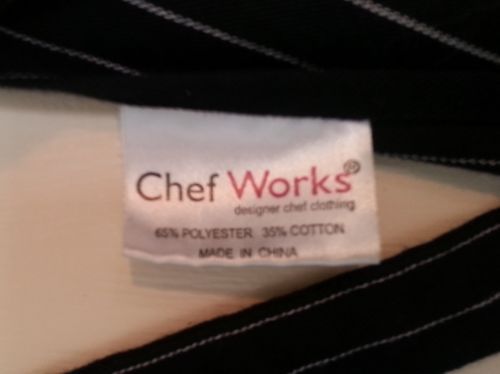 Chef Works®
designer chef clothing
65% POLYESTER 35% COTTON
MADE IN CHINA